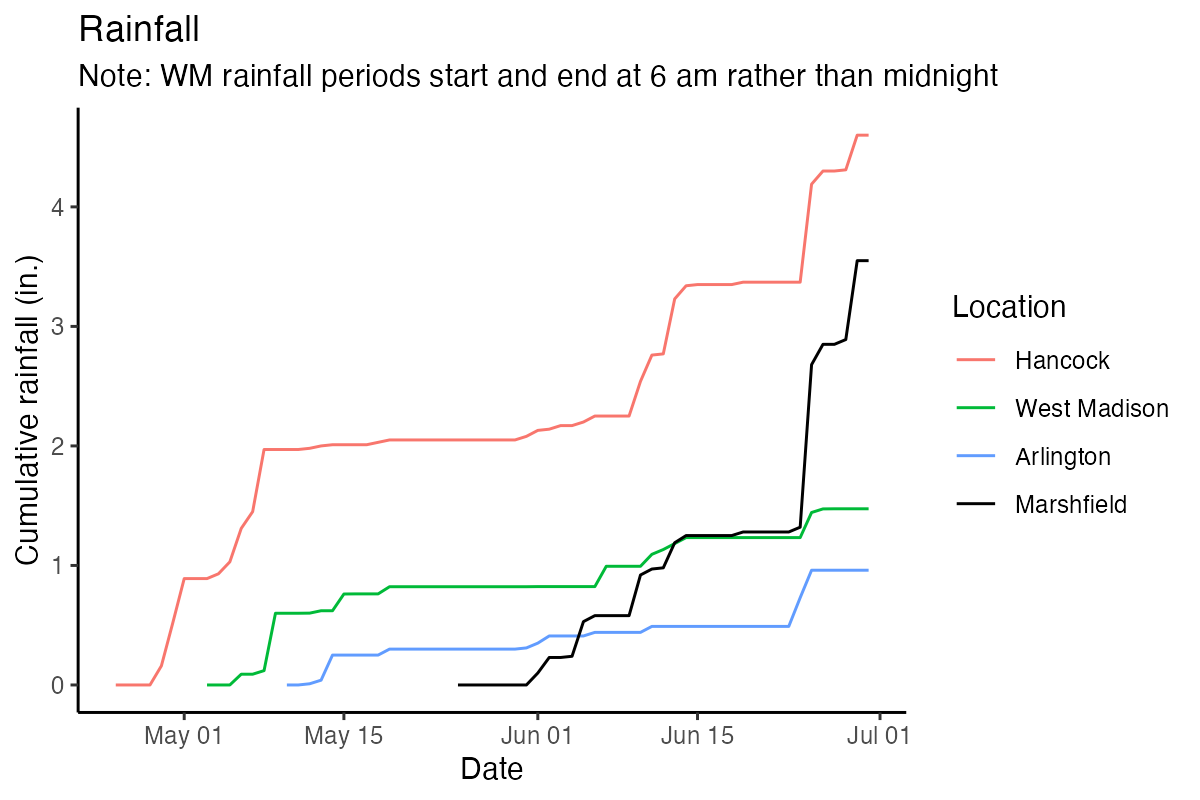 Rainfall
Note: WM rainfall periods start and end at 6 am rather than midnight
Cumulative rainfall (in.)
4
3
2
1
0
May 01
May 15
Jun 01
Jun 15
Jul 01
Date
Location
Hancock
West Madison
Arlington
Marshfield